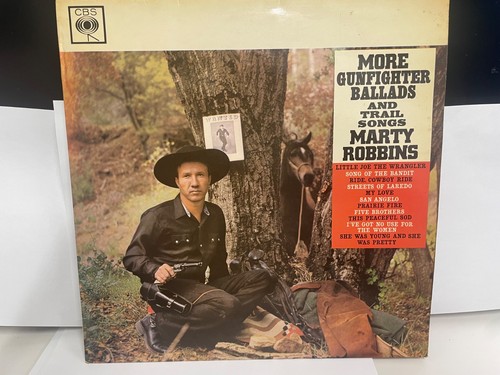 CBS
MORE
GUNFIGHTER
BALLADS
AND
TRAIL
SONGS
MARTY
ROBBINS
LITTLE JOE THE WRANGLER
SONG OF THE BANDIT
RIDE, COWBOY RIDE
STREETS OF LAREDO
MY LOVE
SAN ANGELO
PRAIRIE FIRE
FIVE BROTHERS
THIS PEACEFUL SOD
I'VE GOT NO USE FOR
THE WOMEN
SHE WAS YOUNG AND SHE
WAS PRETTY
WANTED